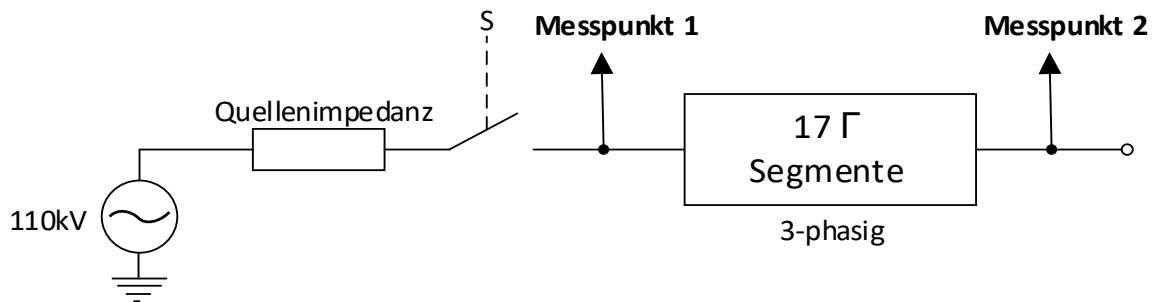 S
Messpunkt 1
Messpunkt 2
Quellenimpedanz
17 Γ
Segmente
110kV
3-phasig